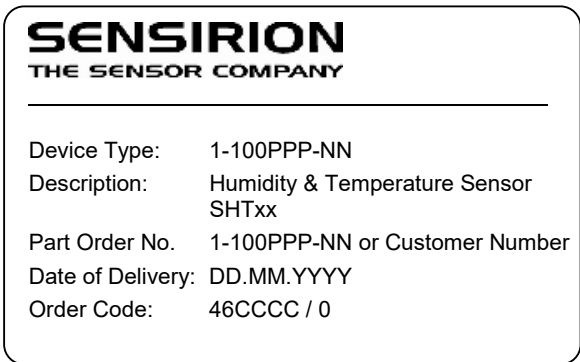 SENSIRION
THE SENSOR COMPANY
Device Type: 1-100PPP-NN
Description: Humidity & Temperature Sensor
SHTxx
Part Order No. 1-100PPP-NN or Customer Number
Date of Delivery: DD.MM.YYYY
Order Code: 46CCCC / 0